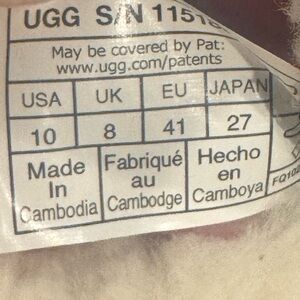 UGG S/N 1151
May be covered by Pat:
www.ugg.com/patents
USA UK EU JAPAN
10 8 41 27
Made In Cambodia
Fabriqué au Cambodge
Hecho en Camboya